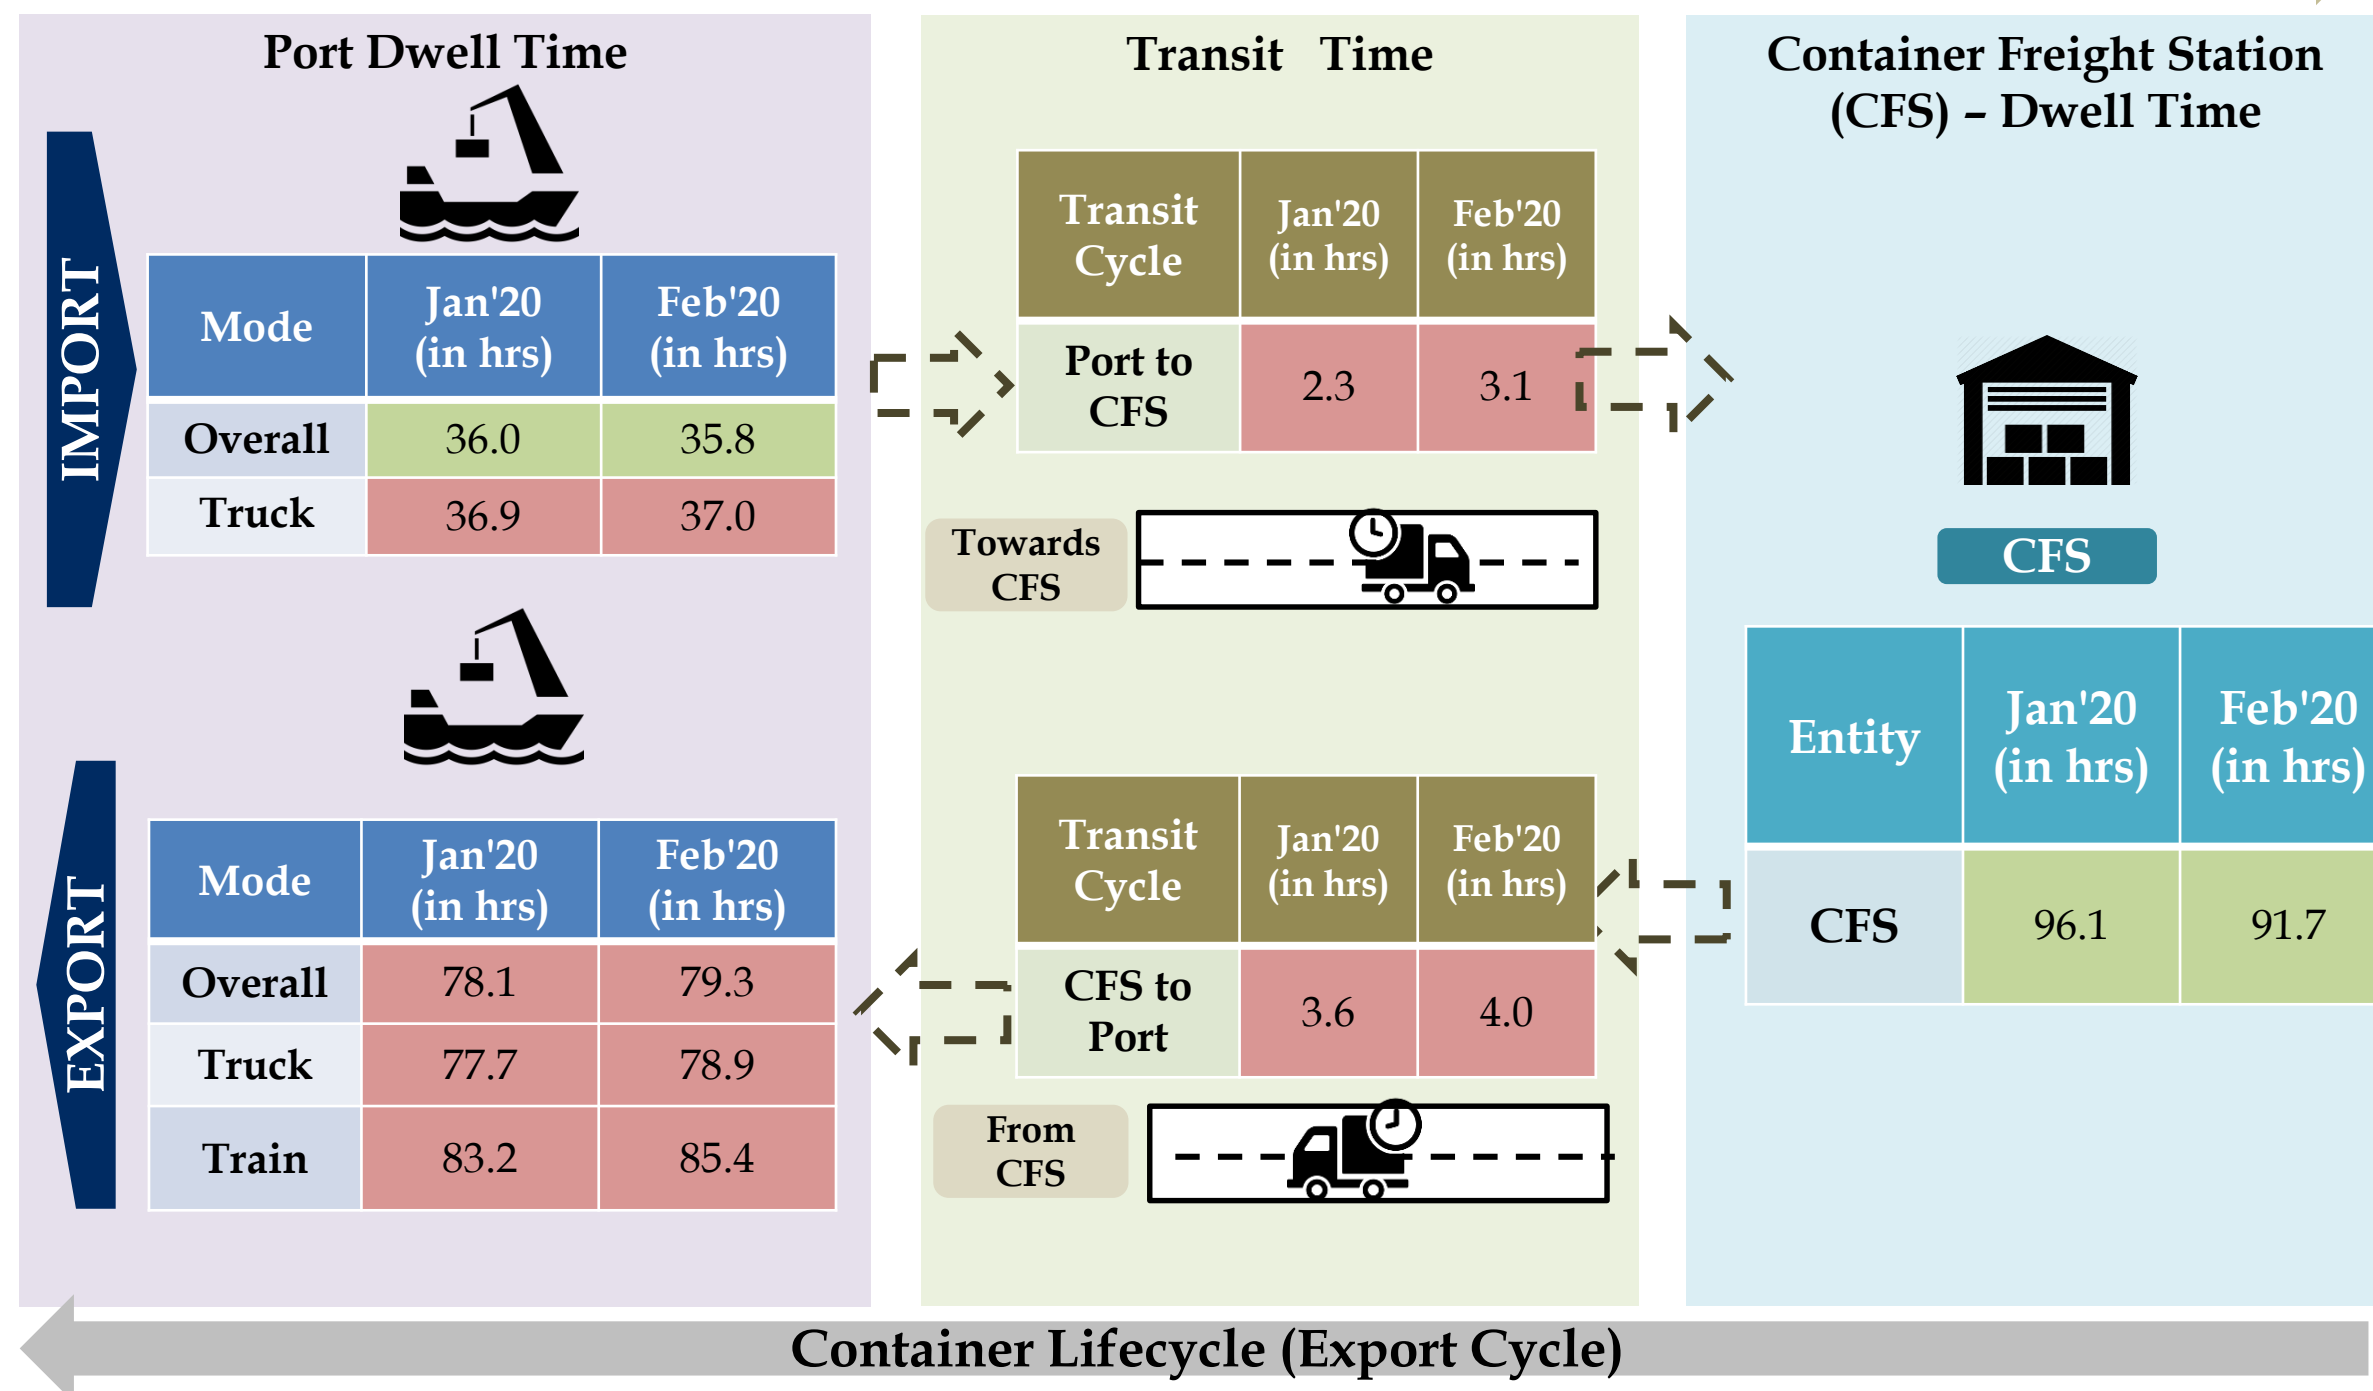 Port Dwell Time
IMPORT
Mode Jan'20 (in hrs) Feb'20 (in hrs)
Overall 36.0 35.8
Truck 36.9 37.0
EXPORT
Mode Jan'20 (in hrs) Feb'20 (in hrs)
Overall 78.1 79.3
Truck 77.7 78.9
Train 83.2 85.4
Transit Time
Transit Cycle Jan'20 (in hrs) Feb'20 (in hrs)
Port to CFS 2.3 3.1
Towards
CFS
Transit Cycle Jan'20 (in hrs) Feb'20 (in hrs)
CFS to Port 3.6 4.0
From
CFS
Container Freight Station
(CFS) – Dwell Time
CFS
Entity Jan'20 (in hrs) Feb'20 (in hrs)
CFS 96.1 91.7
Container Lifecycle (Export Cycle)